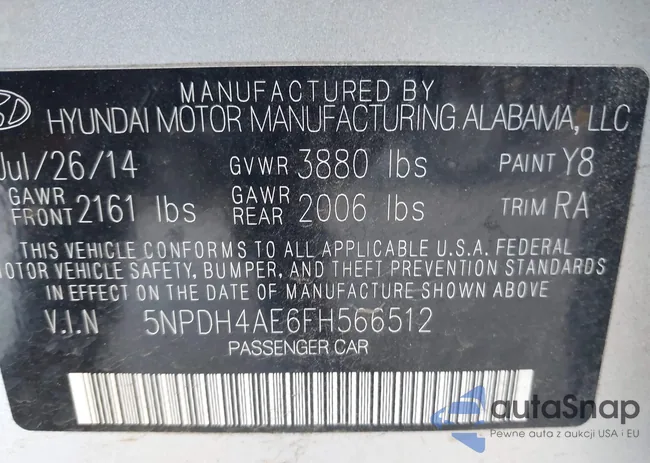 MANUFACTURED BY
HYUNDAI MOTOR MANUFACTURING ALABAMA, LLC
Jul/26/14 GVWR 3880 lbs PAINT Y8
GAWR FRONT 2161 lbs GAWR REAR 2006 lbs TRIM RA
THIS VEHICLE CONFORMS TO ALL APPLICABLE U.S.A. FEDERAL
MOTOR VEHICLE SAFETY, BUMPER, AND THEFT PREVENTION STANDARDS
IN EFFECT ON THE DATE OF MANUFACTURE SHOWN ABOVE
V.I.N 5NPDH4AE6FH566512
PASSENGER CAR
autaSnap
Pewne auta z aukcji USA i EU